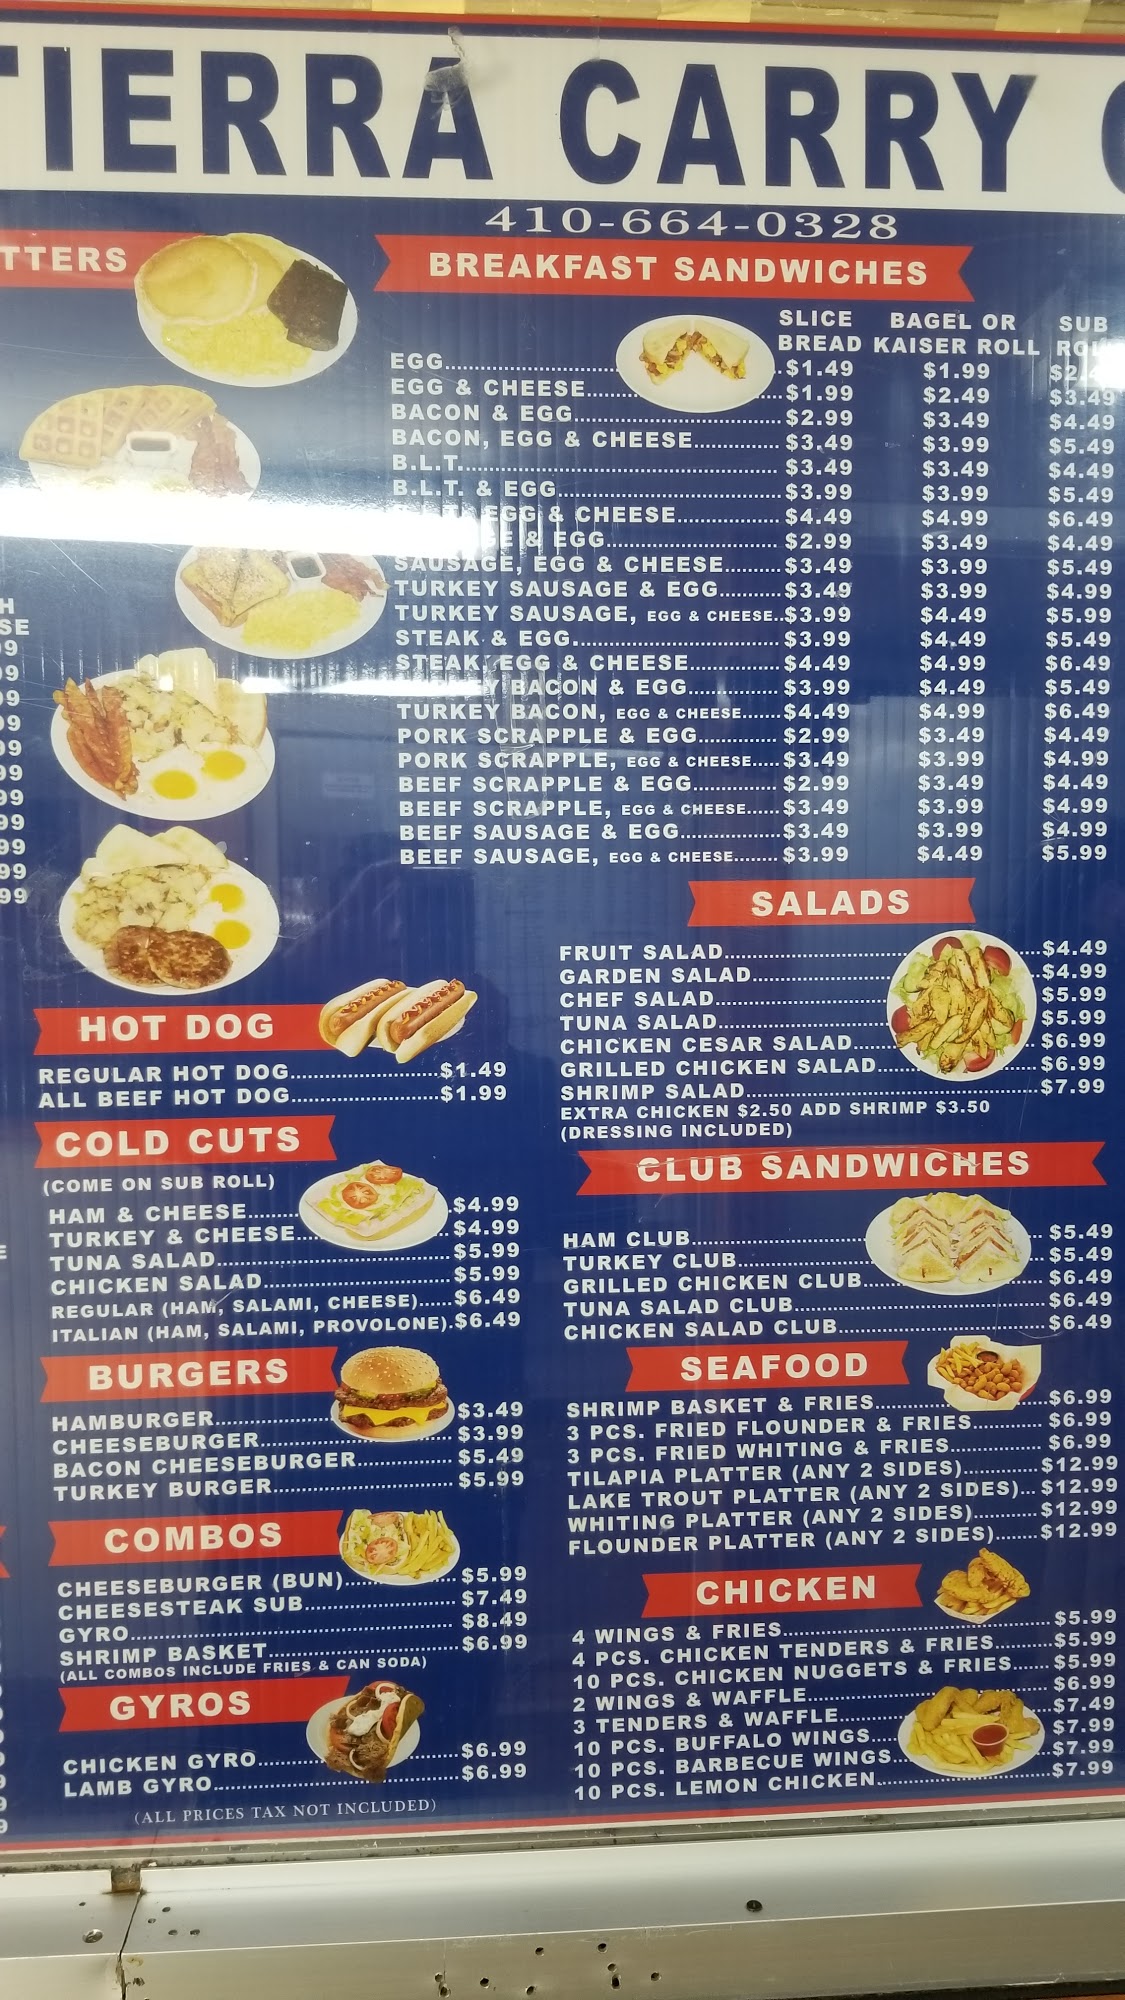 TIERRA CARRY
410-664-0328
TTERS
BREAKFAST SANDWICHES
SLICE BREAD BAGEL OR KAISER ROLL SUB
EGG $1.49 $1.99
EGG & CHEESE $1.99 $2.49 $3.49
BACON & EGG $2.99 $3.49 $4.49
BACON, EGG & CHEESE $3.49 $3.99 $5.49
B.L.T. $3.49 $3.49 $4.49
B.L.T. & EGG $3.99 $3.99 $5.49
EGG & CHEESE $4.49 $4.99 $6.49
& EGG $2.99 $3.49 $4.49
SAUSAGE, EGG & CHEESE $3.49 $3.99 $5.49
TURKEY SAUSAGE & EGG $3.49 $3.99 $4.99
TURKEY SAUSAGE, EGG & CHEESE $3.99 $4.49 $5.99
STEAK & EGG $3.99 $4.49 $5.49
STEAK EGG & CHEESE $4.49 $4.99 $6.49
BACON & EGG $3.99 $4.49 $5.49
TURKEY BACON, EGG & CHEESE $4.49 $4.99 $6.49
PORK SCRAPPLE & EGG $2.99 $3.49 $4.49
PORK SCRAPPLE, EGG & CHEESE $3.49 $3.99 $4.99
BEEF SCRAPPLE & EGG $2.99 $3.49 $4.49
BEEF SCRAPPLE, EGG & CHEESE $3.49 $3.99 $4.99
BEEF SAUSAGE & EGG $3.49 $3.99 $4.99
BEEF SAUSAGE, EGG & CHEESE $3.99 $4.49 $5.99
SALADS
FRUIT SALAD $4.49
GARDEN SALAD $4.99
CHEF SALAD $5.99
TUNA SALAD $5.99
CHICKEN CESAR SALAD $6.99
GRILLED CHICKEN SALAD $6.99
SHRIMP SALAD $7.99
EXTRA CHICKEN $2.50 ADD SHRIMP $3.50
(DRESSING INCLUDED)
HOT DOG
REGULAR HOT DOG $1.49
ALL BEEF HOT DOG $1.99
COLD CUTS
(COME ON SUB ROLL)
HAM & CHEESE $4.99
TURKEY & CHEESE $4.99
TUNA SALAD $5.99
CHICKEN SALAD $5.99
REGULAR (HAM, SALAMI, CHEESE) $6.49
ITALIAN (HAM, SALAMI, PROVOLONE) $6.49
BURGERS
HAMBURGER $3.49
CHEESEBURGER $3.99
BACON CHEESEBURGER $5.49
TURKEY BURGER $5.99
COMBOS
CHEESEBURGER (BUN) $5.99
CHEESESTEAK SUB $7.49
GYRO $8.49
SHRIMP BASKET $6.99
(ALL COMBOS INCLUDE FRIES & CAN SODA)
GYROS
CHICKEN GYRO $6.99
LAMB GYRO $6.99
(ALL PRICES TAX NOT INCLUDED)
CLUB SANDWICHES
HAM CLUB $5.49
TURKEY CLUB $5.49
GRILLED CHICKEN CLUB $6.49
TUNA SALAD CLUB $6.49
CHICKEN SALAD CLUB $6.49
SEAFOOD
SHRIMP BASKET & FRIES $6.99
3 PCS. FRIED FLOUNDER & FRIES $6.99
3 PCS. FRIED WHITING & FRIES $6.99
TILAPIA PLATTER (ANY 2 SIDES) $12.99
LAKE TROUT PLATTER (ANY 2 SIDES) $12.99
WHITING PLATTER (ANY 2 SIDES) $12.99
FLOUNDER PLATTER (ANY 2 SIDES) $12.99
CHICKEN
4 WINGS & FRIES $5.99
4 PCS. CHICKEN TENDERS & FRIES $5.99
10 PCS. CHICKEN NUGGETS & FRIES $5.99
2 WINGS & WAFFLE $6.99
3 TENDERS & WAFFLE $7.49
10 PCS. BUFFALO WINGS $7.99
10 PCS. BARBECUE WINGS $7.99
10 PCS. LEMON CHICKEN $7.99